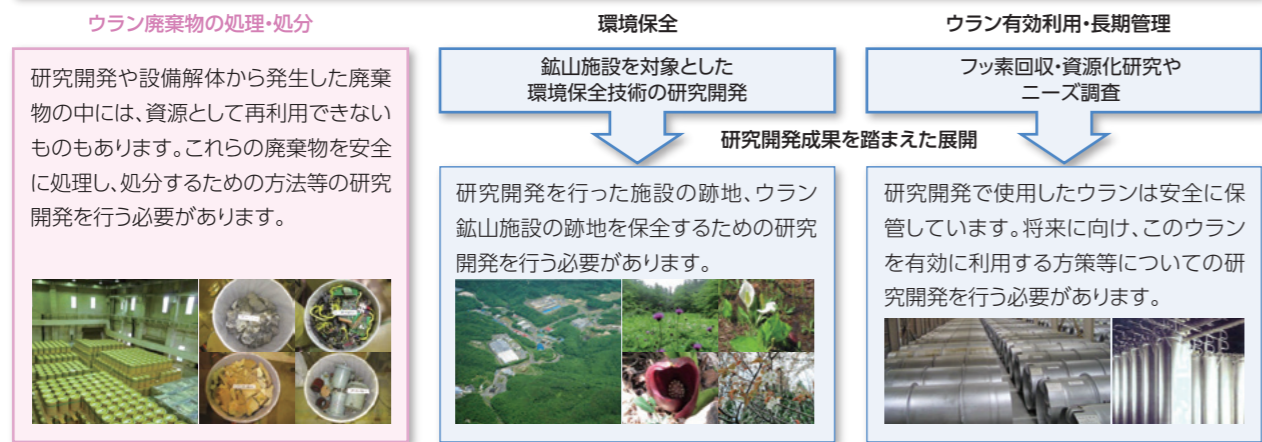 ウラン廃棄物の処理・処分
研究開発や設備解体から発生した廃棄
物の中には、資源として再利用できない
ものもあります。これらの廃棄物を安全
に処理し、処分するための方法等の研究
開発を行う必要があります。
環境保全
鉱山施設を対象とした
環境保全技術の研究開発
ウラン有効利用・長期管理
フッ素回収・資源化研究や
ニーズ調査
研究開発成果を踏まえた展開
研究開発を行った施設の跡地、ウラン
鉱山施設の跡地を保全するための研究
開発を行う必要があります。
研究開発で使用したウランは安全に保
管しています。将来に向け、このウラン
を有効に利用する方策等についての研
究開発を行う必要があります。